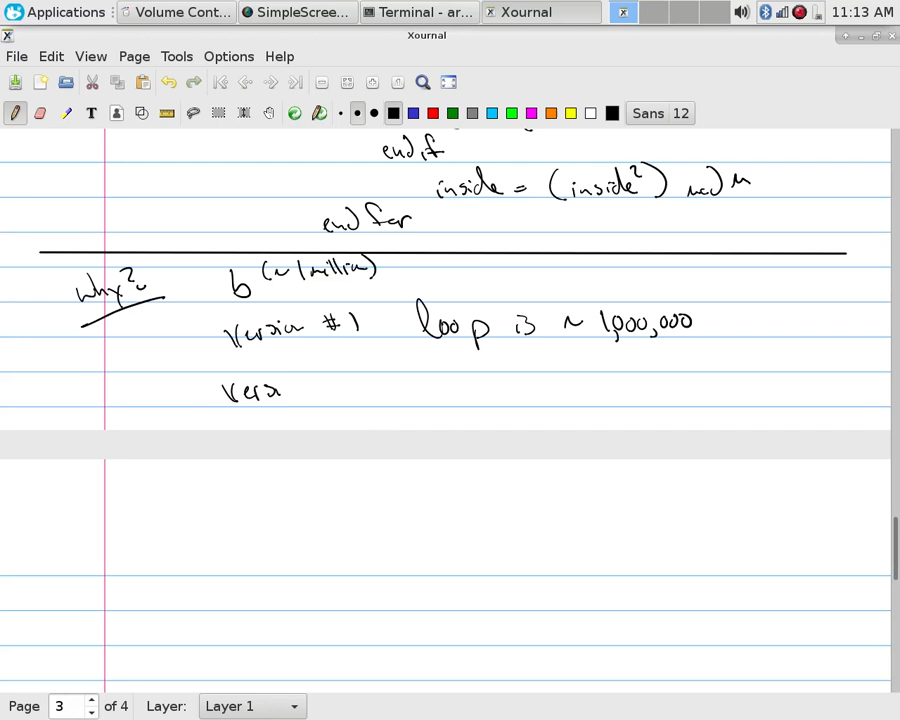 Applications Volume Cont... SimpleScree... Terminal - ar... Xournal 11:13 AM
Xournal
File Edit View Page Tools Options Help
Sans 12
end if
inside = (inside²) mod n
end for
why? b (~ 1 million)
version #1 loop is ~ 1,000,000
versi
Page 3 of 4 Layer: Layer 1